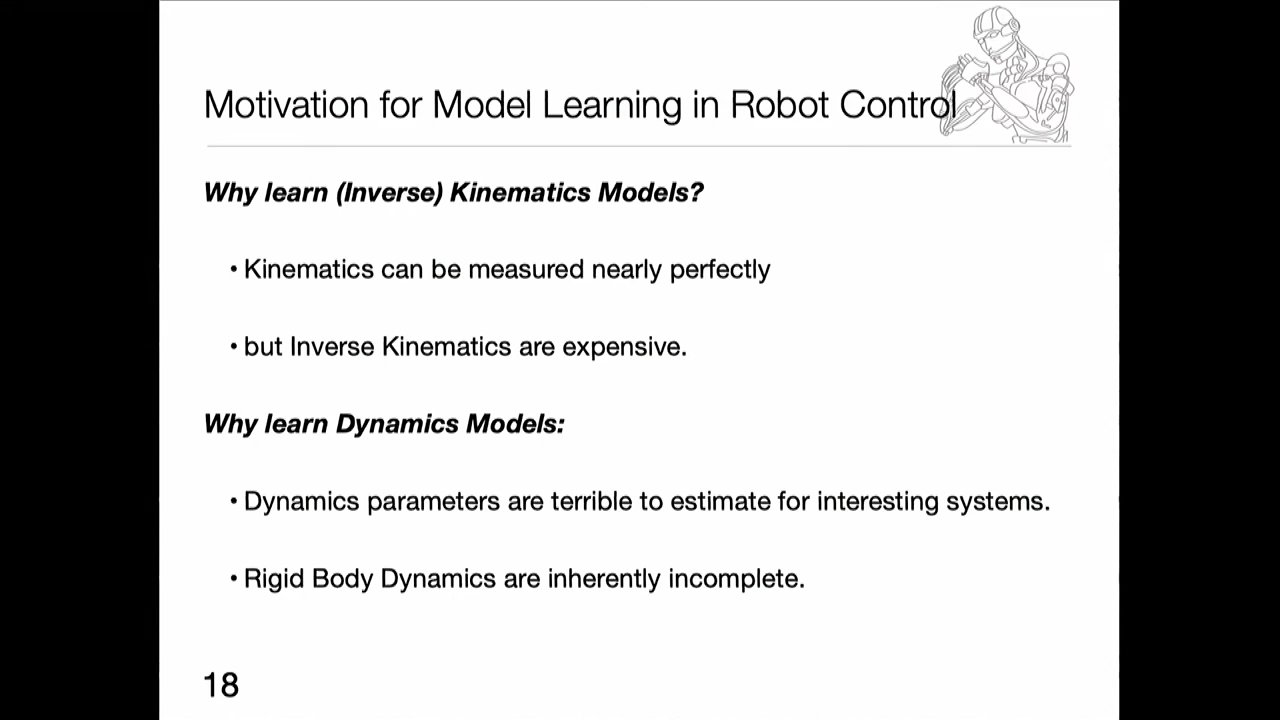 Motivation for Model Learning in Robot Control
Why learn (Inverse) Kinematics Models?
• Kinematics can be measured nearly perfectly
• but Inverse Kinematics are expensive.
Why learn Dynamics Models:
• Dynamics parameters are terrible to estimate for interesting systems.
• Rigid Body Dynamics are inherently incomplete.
18